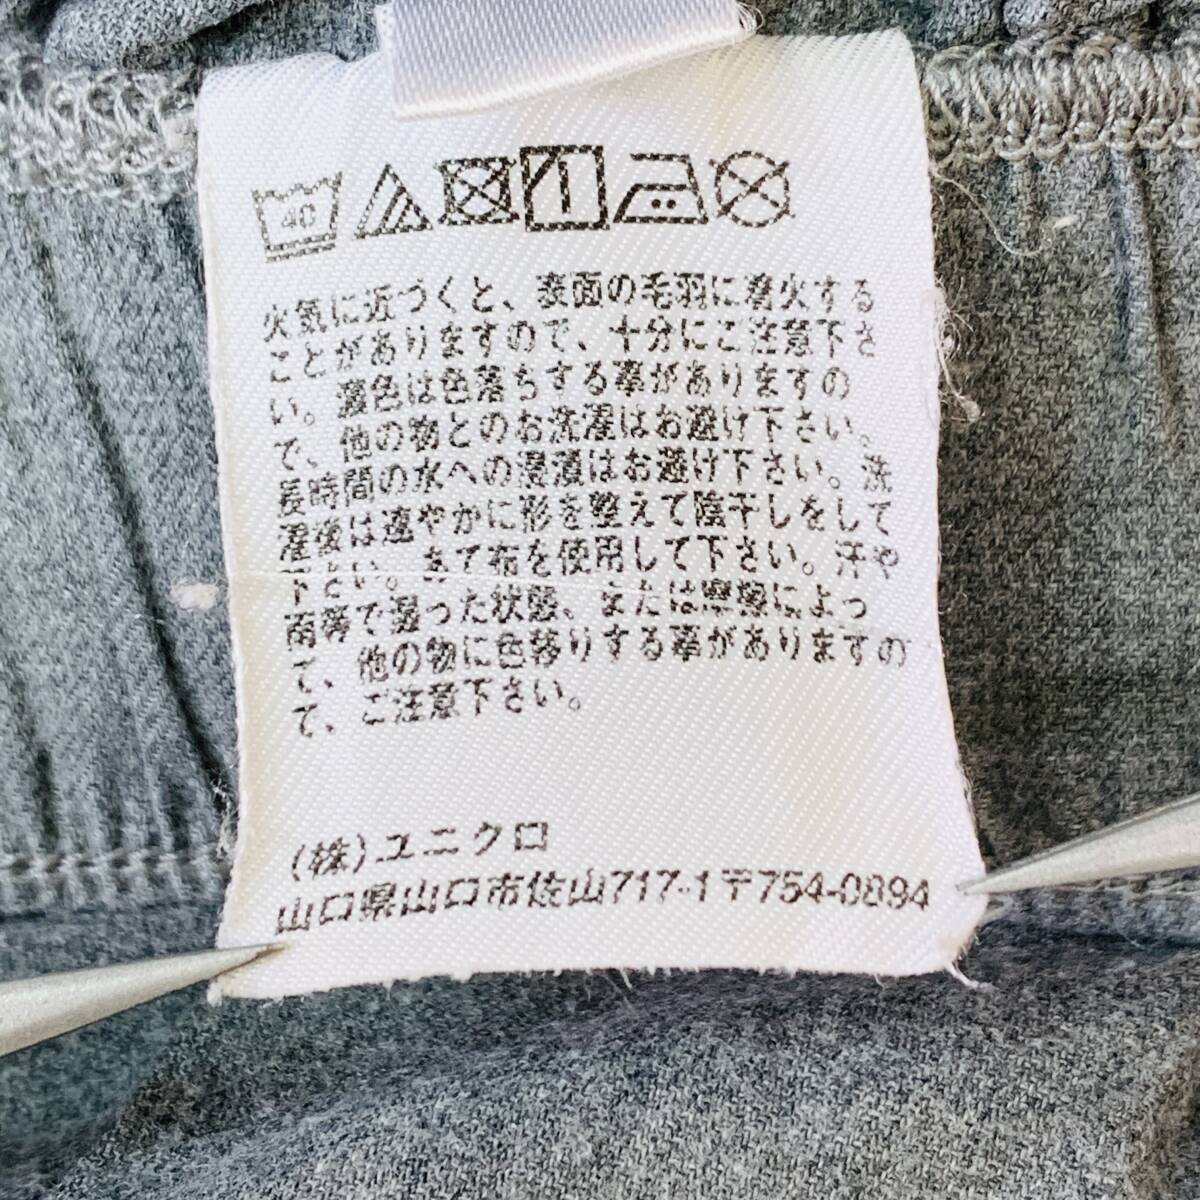 40
火気に近づくと、表面の毛羽に着火する
ことがありますので、十分にご注意下さ
い。濃色は色落ちする事がありますの
で、他の物とのお洗濯はお避け下さい。
長時間の水への浸漬はお避け下さい。洗
濯後は速やかに形を整えて陰干しをして
下さい。あて布を使用して下さい。汗や
雨等で湿った状態、または摩擦によっ
て、他の物に色移りする事がありますの
で、ご注意下さい。
(株)ユニクロ
山口県山口市佐山717-1〒754-0894